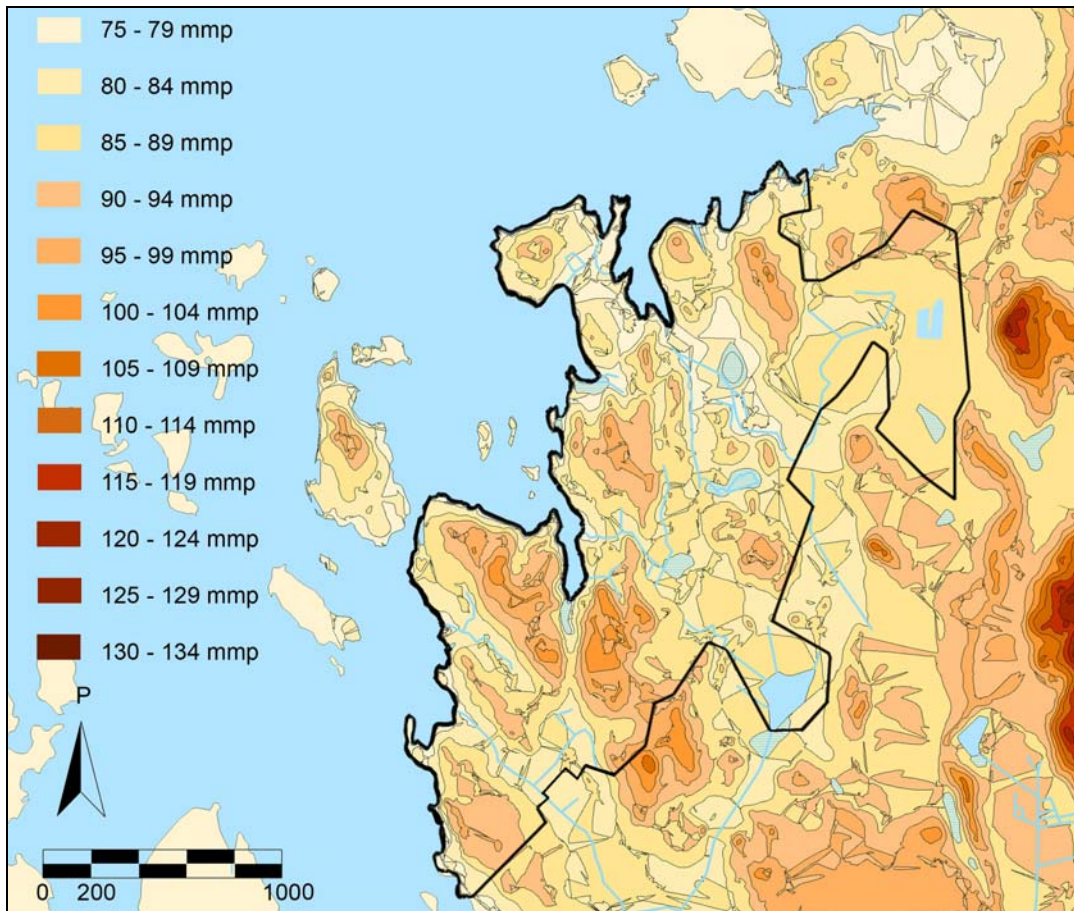 75 - 79 mmp
80 - 84 mmp
85 - 89 mmp
90 - 94 mmp
95 - 99 mmp
100 - 104 mmp
105 - 109 mmp
110 - 114 mmp
115 - 119 mmp
120 - 124 mmp
125 - 129 mmp
130 - 134 mmp
P
0 200 1000